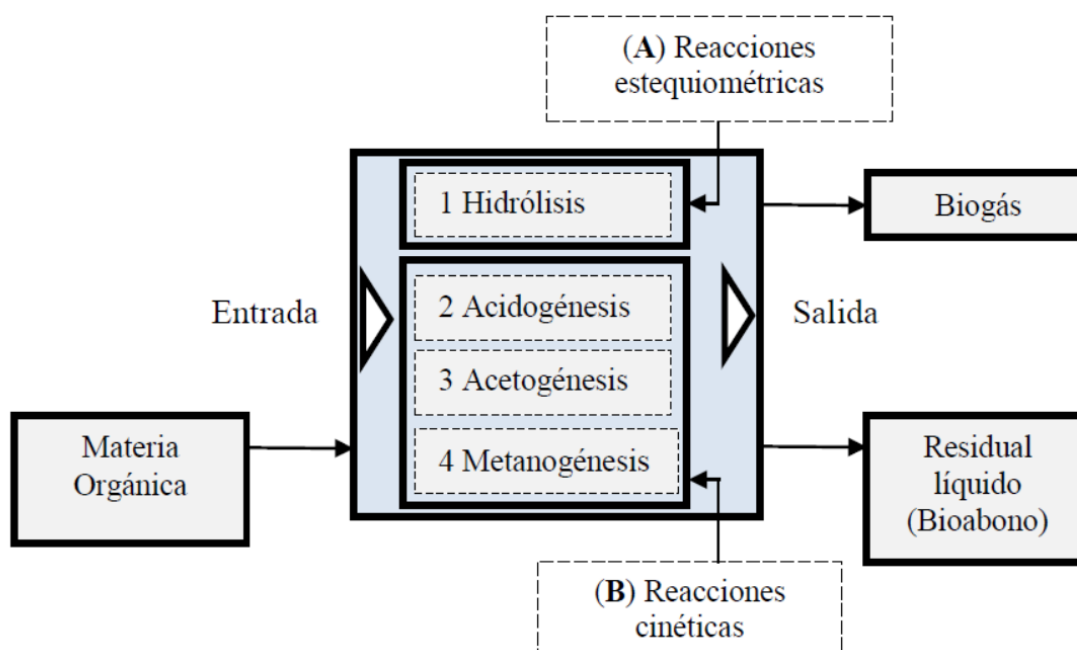 (A) Reacciones
estequiométricas
1 Hidrólisis
Biogás
Entrada
2 Acidogénesis
Salida
3 Acetogénesis
Materia
Orgánica
4 Metanogénesis
Residual
líquido
(Bioabono)
(B) Reacciones
cinéticas